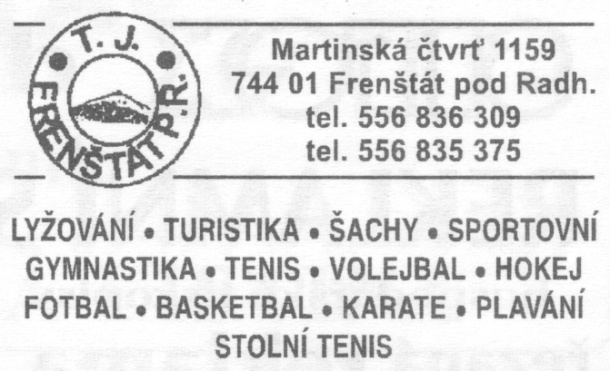 T. J.
FRENŠTÁT P.R.
Martinská čtvrť 1159
744 01 Frenštát pod Radh.
tel. 556 836 309
tel. 556 835 375
LYŽOVÁNÍ • TURISTIKA • ŠACHY • SPORTOVNÍ
GYMNASTIKA • TENIS • VOLEJBAL • HOKEJ
FOTBAL • BASKETBAL • KARATE • PLAVÁNÍ
STOLNÍ TENIS